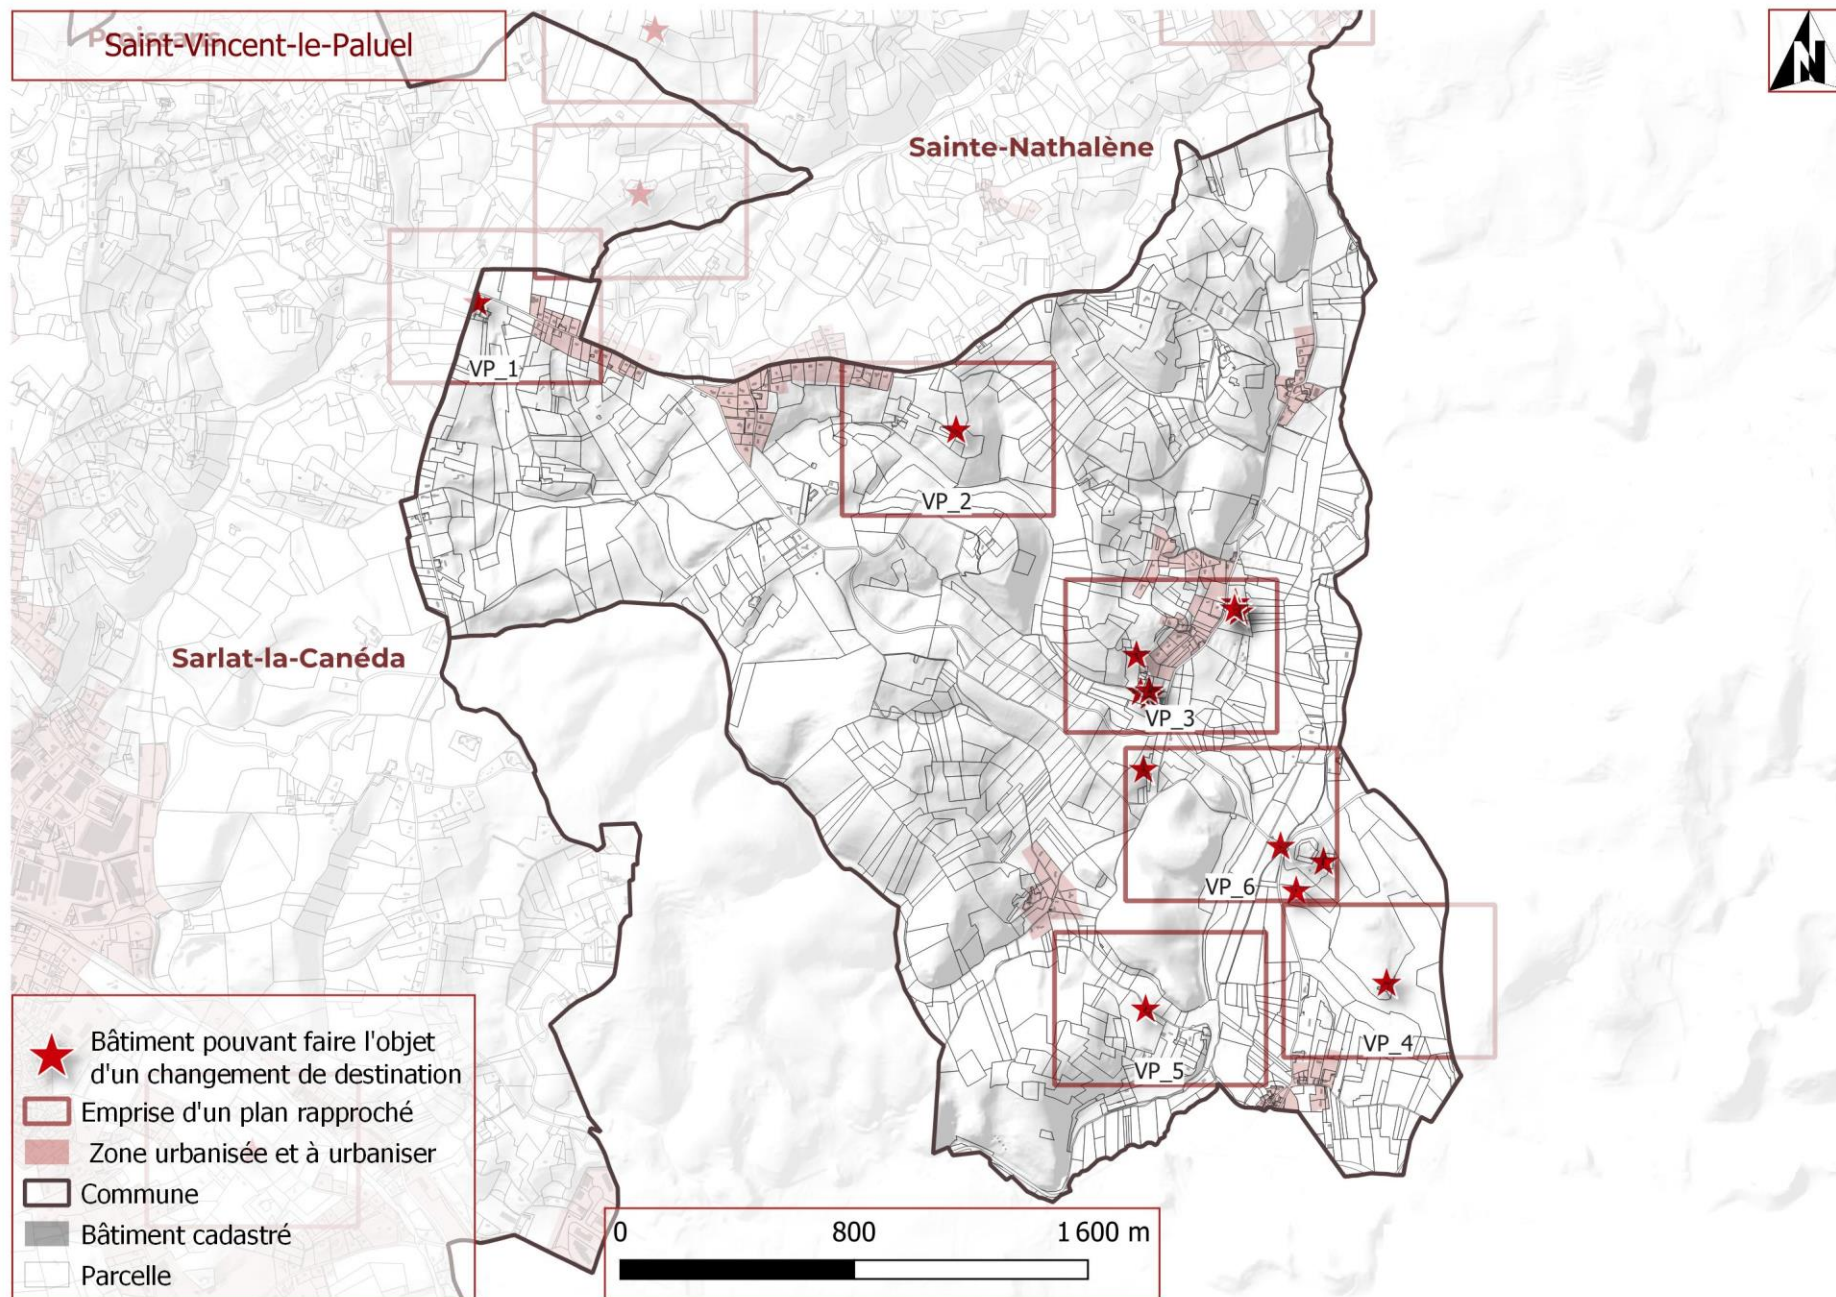 Proissans
Saint-Vincent-le-Paluel
N
Sainte-Nathalène
VP_1
VP_2
Sarlat-la-Canéda
VP_3
VP_6
VP_4
VP_5
Bâtiment pouvant faire l'objet
d'un changement de destination
Emprise d'un plan rapproché
Zone urbanisée et à urbaniser
Commune
Bâtiment cadastré
Parcelle
0 800 1 600 m